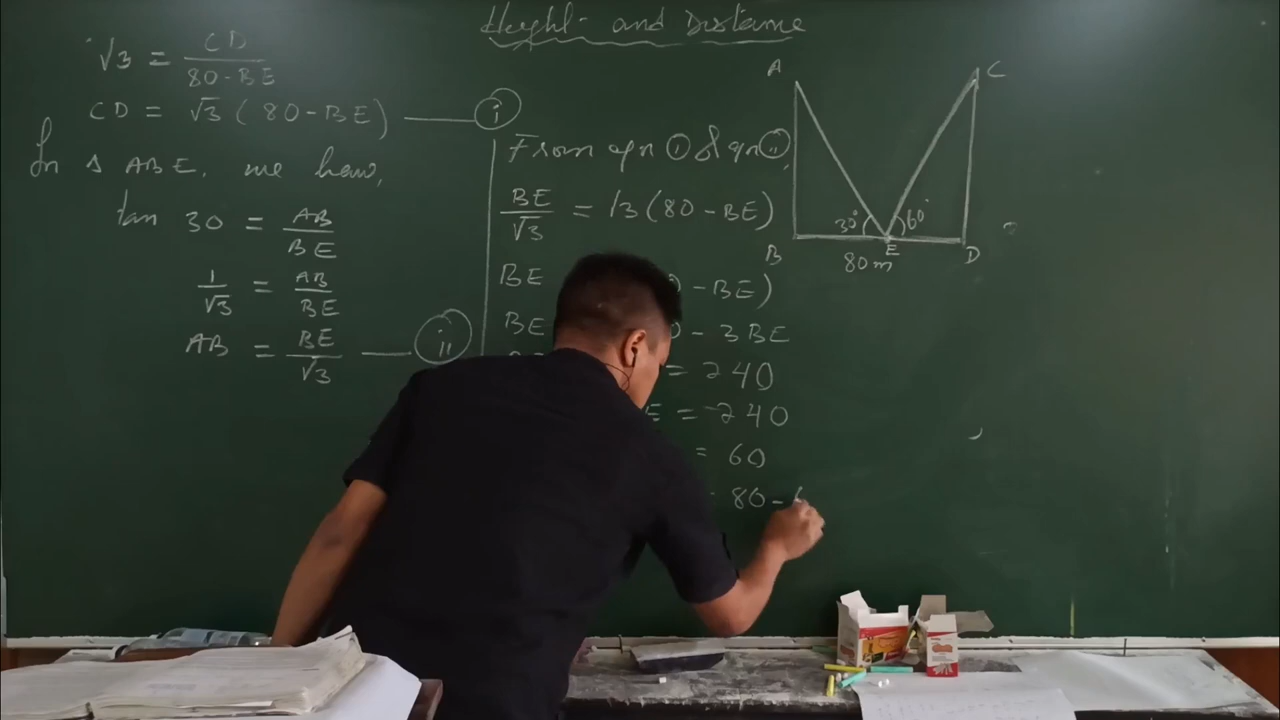 Height and Distance
√3 = CD / 80 - BE
CD = √3 ( 80 - BE ) —— i
In Δ ABE, we have,
tan 30 = AB / BE
1 / √3 = AB / BE
AB = BE / √3 —— ii
From eqn i & eqn ii,
BE / √3 = √3 (80 - BE)
BE - BE)
BE - 3BE
= 240
E = 240
= 60
80 -
A
C
30° 60°
B E D
80 m